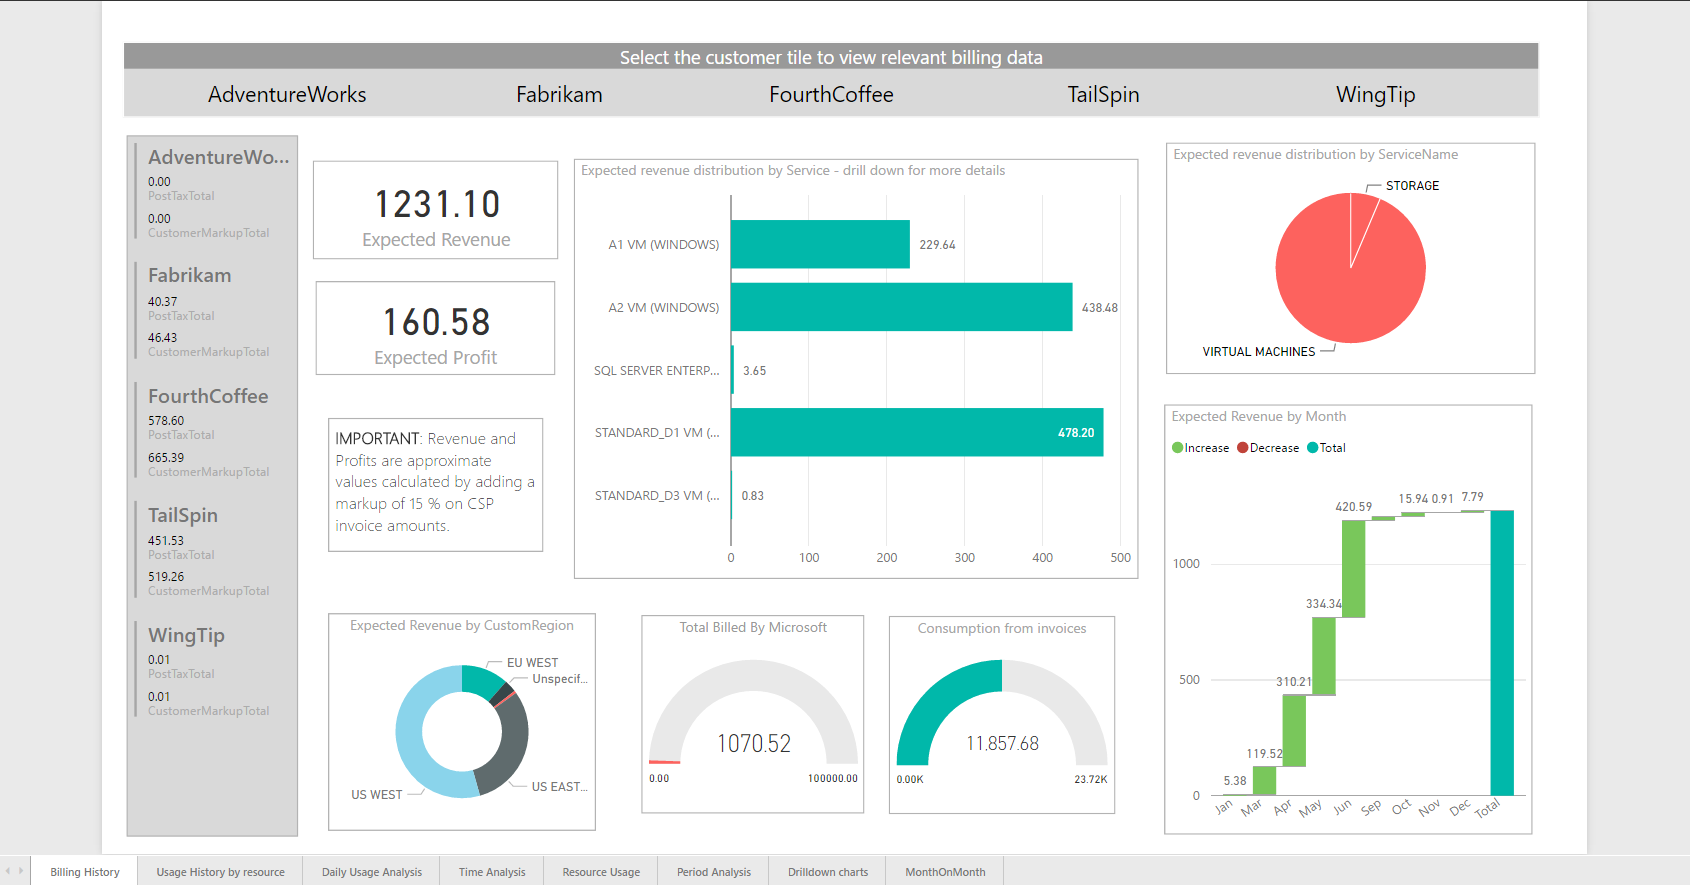 Select the customer tile to view relevant billing data
AdventureWorks
Fabrikam
FourthCoffee
TailSpin
WingTip
AdventureWo...
0.00
PostTaxTotal
0.00
CustomerMarkupTotal
Fabrikam
40.37
PostTaxTotal
46.43
CustomerMarkupTotal
FourthCoffee
578.60
PostTaxTotal
665.39
CustomerMarkupTotal
TailSpin
451.53
PostTaxTotal
519.26
CustomerMarkupTotal
WingTip
0.01
PostTaxTotal
0.01
CustomerMarkupTotal
1231.10
Expected Revenue
160.58
Expected Profit
IMPORTANT: Revenue and
Profits are approximate
values calculated by adding a
markup of 15 % on CSP
invoice amounts.
Expected revenue distribution by Service - drill down for more details
A1 VM (WINDOWS)
229.64
A2 VM (WINDOWS)
438.48
SQL SERVER ENTERP...
3.65
STANDARD_D1 VM (...
478.20
STANDARD_D3 VM (...
0.83
0 100 200 300 400 500
Expected revenue distribution by ServiceName
STORAGE
VIRTUAL MACHINES
Expected Revenue by Month
Increase Decrease Total
420.59 15.94 0.91 7.79
1000
334.34
500
310.21
119.52
5.38
0
Jan Mar Apr May Jun Sep Oct Nov Dec Total
Expected Revenue by CustomRegion
EU WEST
Unspecif...
US EAST...
US WEST
Total Billed By Microsoft
1070.52
0.00
100000.00
Consumption from invoices
11.857.68
0.00K
23.72K
Billing History
Usage History by resource
Daily Usage Analysis
Time Analysis
Resource Usage
Period Analysis
Drilldown charts
MonthOnMonth